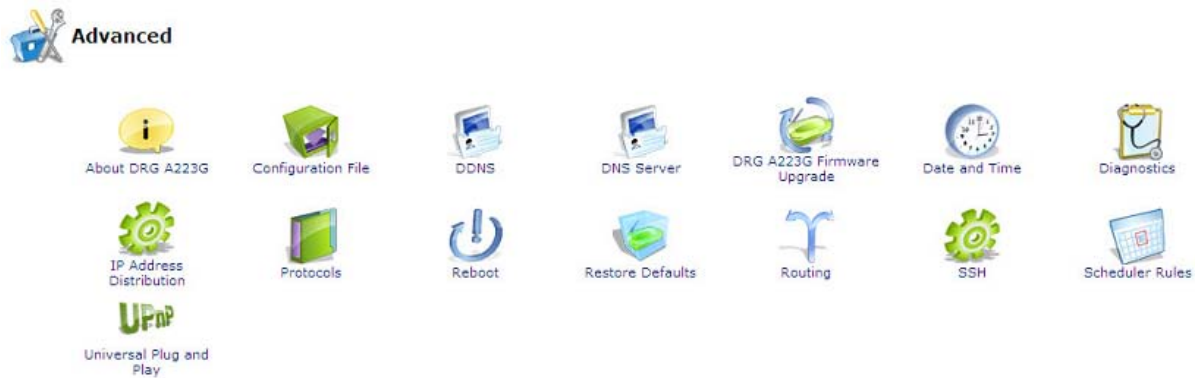 Advanced
About DRG A223G
Configuration File
DDNS
DNS Server
DRG A223G Firmware
Upgrade
Date and Time
Diagnostics
IP Address
Distribution
Protocols
Reboot
Restore Defaults
Routing
SSH
Scheduler Rules
UPnP
Universal Plug and
Play